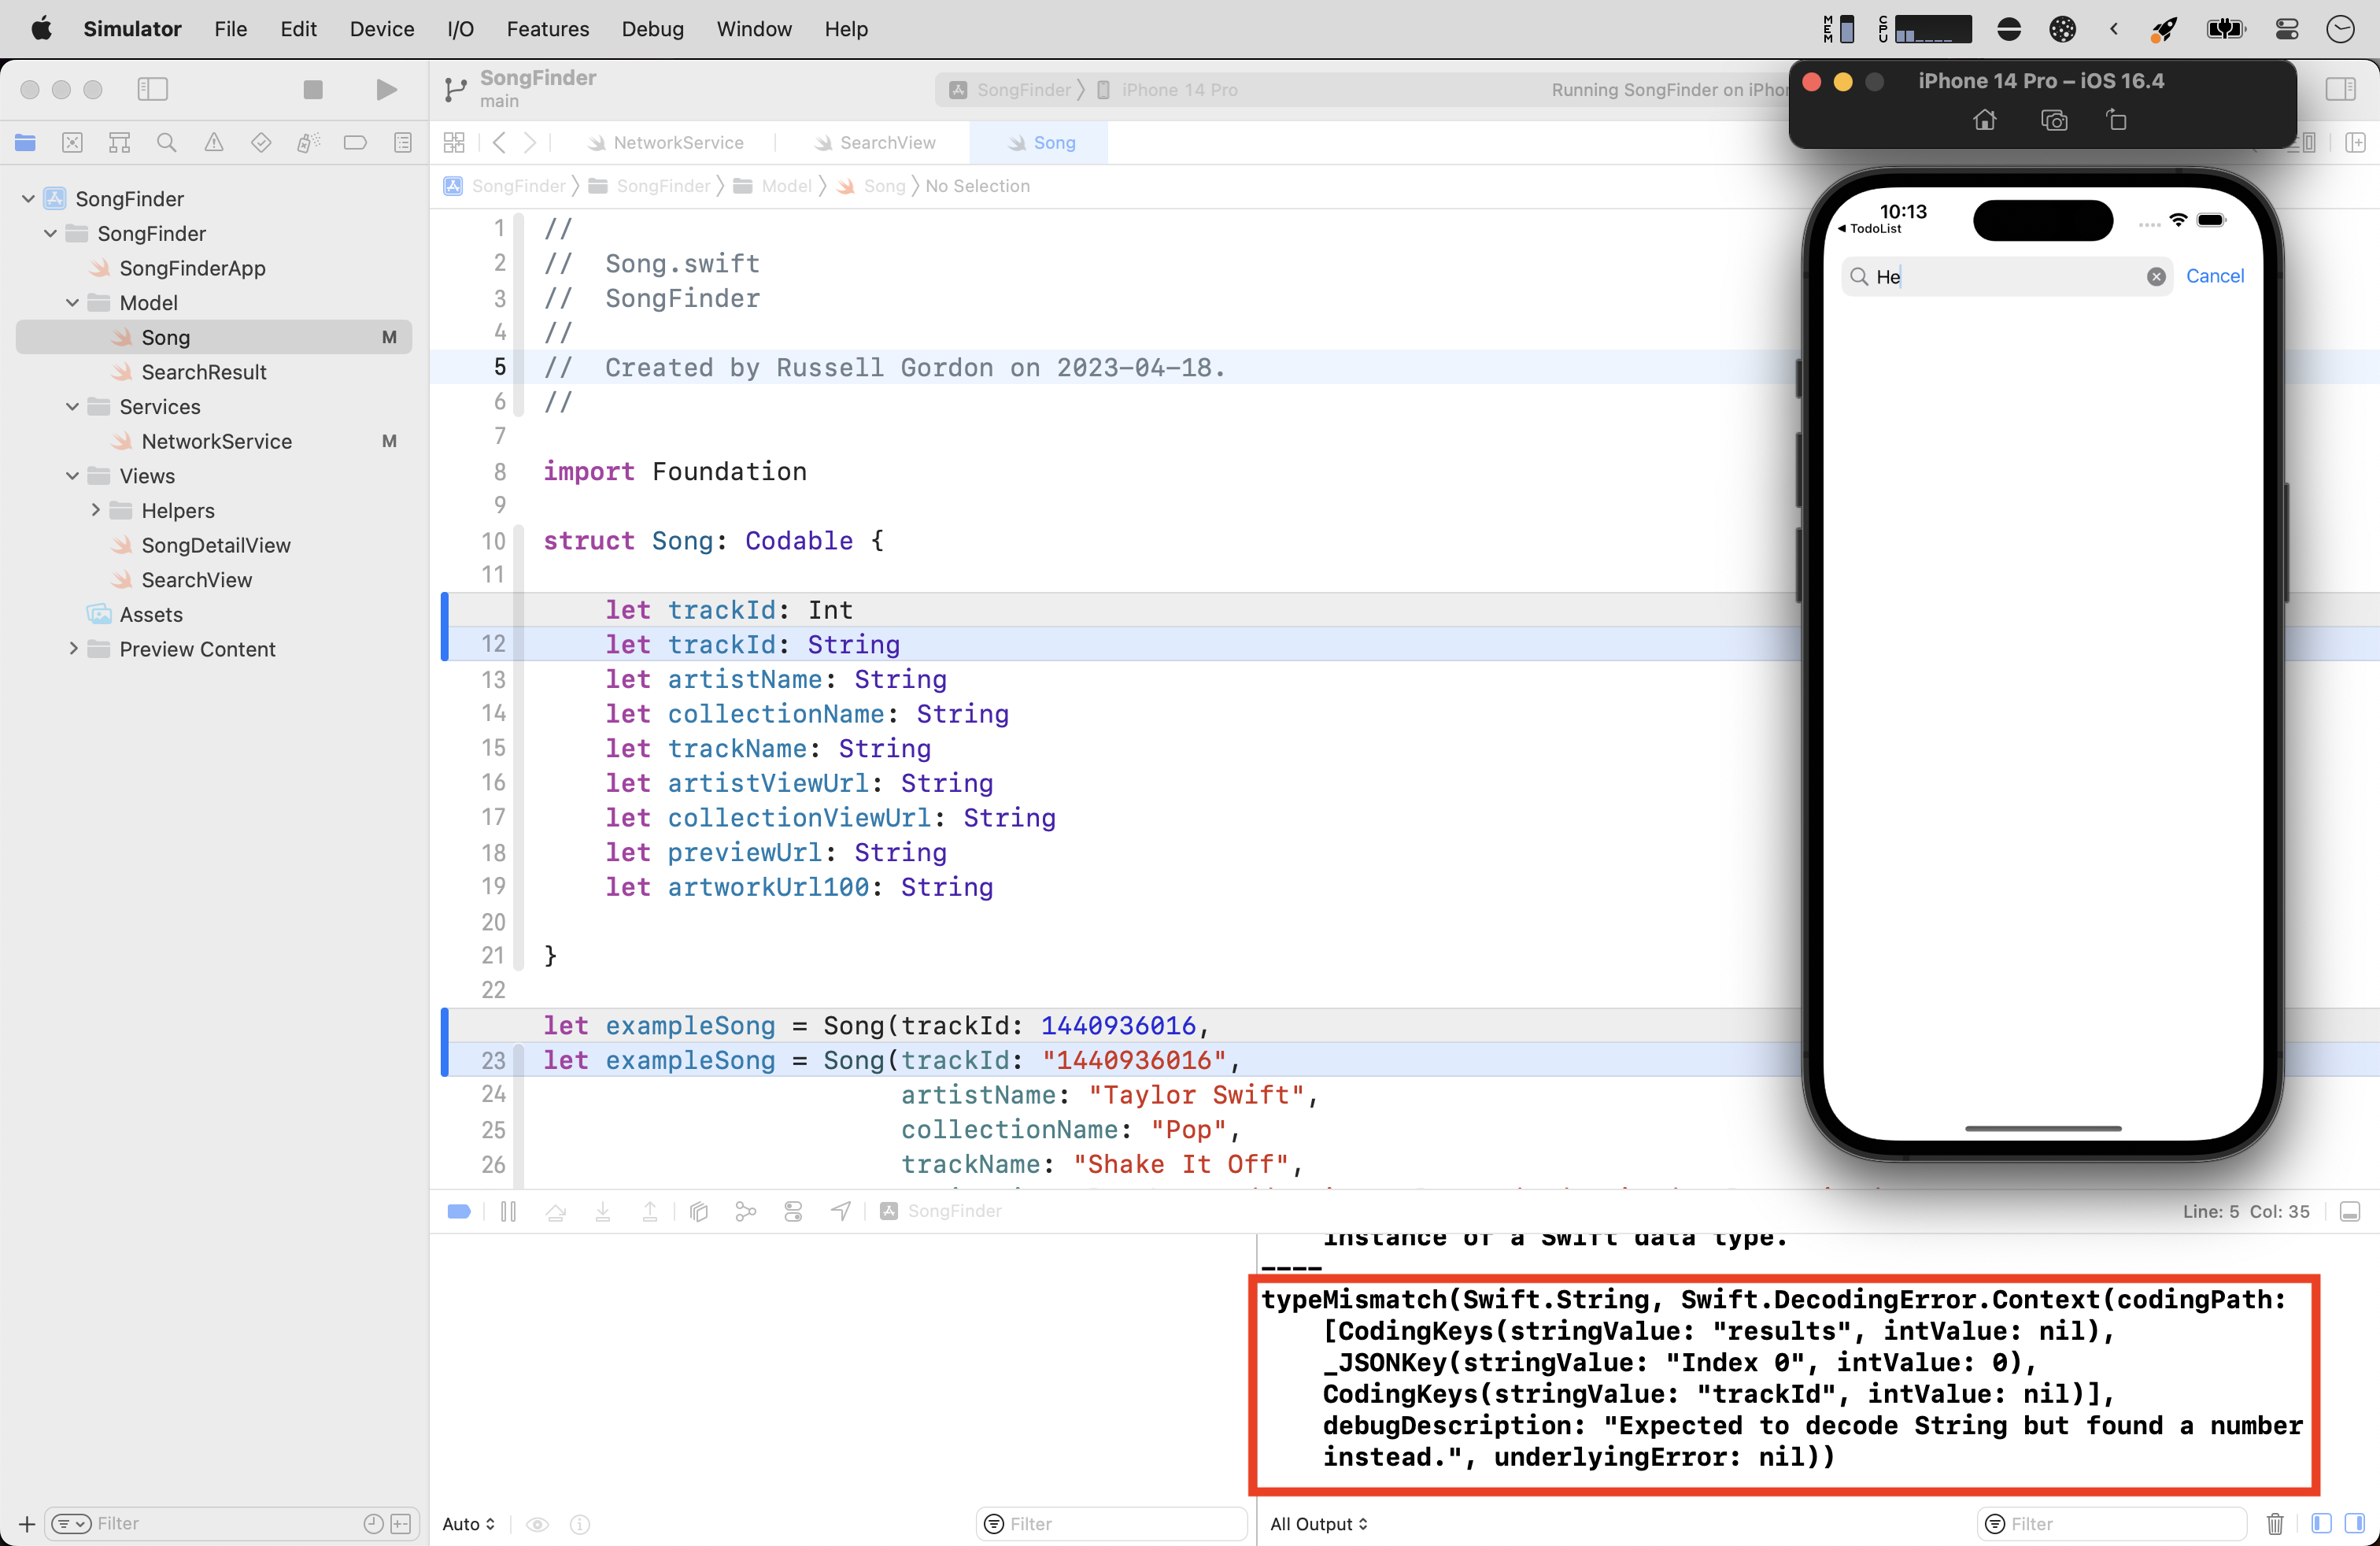 Simulator File Edit Device I/O Features Debug Window Help
MEM CPU
SongFinder
main
SongFinder iPhone 14 Pro
iPhone 14 Pro – iOS 16.4
NetworkService SearchView Song
SongFinder SongFinder Model Song No Selection
SongFinder
SongFinder
SongFinderApp
Model
Song M
SearchResult
Services
NetworkService M
Views
Helpers
SongDetailView
SearchView
Assets
Preview Content
Filter
1 //
2 //  Song.swift
3 //  SongFinder
4 //
5 //  Created by Russell Gordon on 2023-04-18.
6 //
7
8 import Foundation
9
10 struct Song: Codable {
11
let trackId: Int
12 let trackId: String
13 let artistName: String
14 let collectionName: String
15 let trackName: String
16 let artistViewUrl: String
17 let collectionViewUrl: String
18 let previewUrl: String
19 let artworkUrl100: String
20
21 }
22
let exampleSong = Song(trackId: 1440936016,
23 let exampleSong = Song(trackId: "1440936016",
24 artistName: "Taylor Swift",
25 collectionName: "Pop",
26 trackName: "Shake It Off",
Running SongFinder on
10:13
TodoList
He Cancel
SongFinder
Line: 5 Col: 35
instance of a Swift data type.
----
typeMismatch(Swift.String, Swift.DecodingError.Context(codingPath:
[CodingKeys(stringValue: "results", intValue: nil),
_JSONKey(stringValue: "Index 0", intValue: 0),
CodingKeys(stringValue: "trackId", intValue: nil)],
debugDescription: "Expected to decode String but found a number
instead.", underlyingError: nil))
Auto Filter
All Output Filter